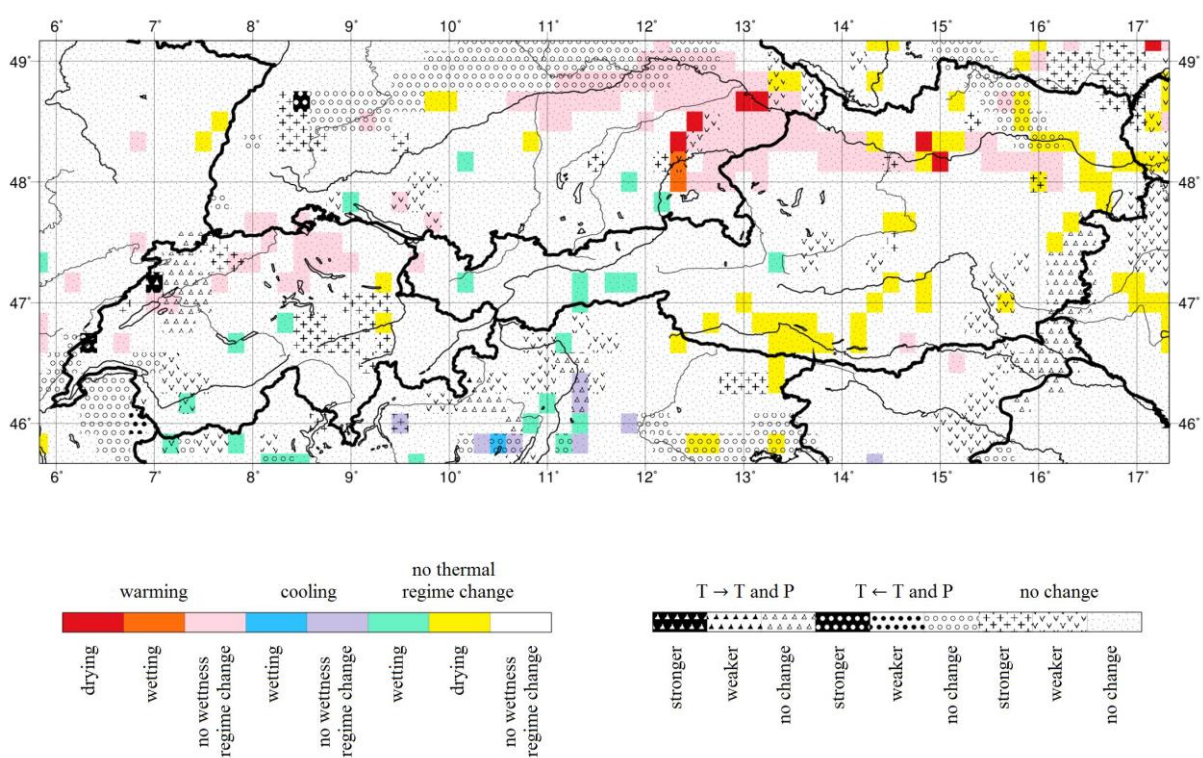 6° 7° 8° 9° 10° 11° 12° 13° 14° 15° 16° 17°
49° 49°
48° 48°
47° 47°
46° 46°
6° 7° 8° 9° 10° 11° 12° 13° 14° 15° 16° 17°
warming cooling no thermal
regime change
T → T and P T ← T and P no change
drying
wetting
no wettness
regime change
wetting
no wettness
regime change
wetting
drying
no wettness
regime change
stronger
weaker
no change
stronger
weaker
no change
stronger
weaker
no change